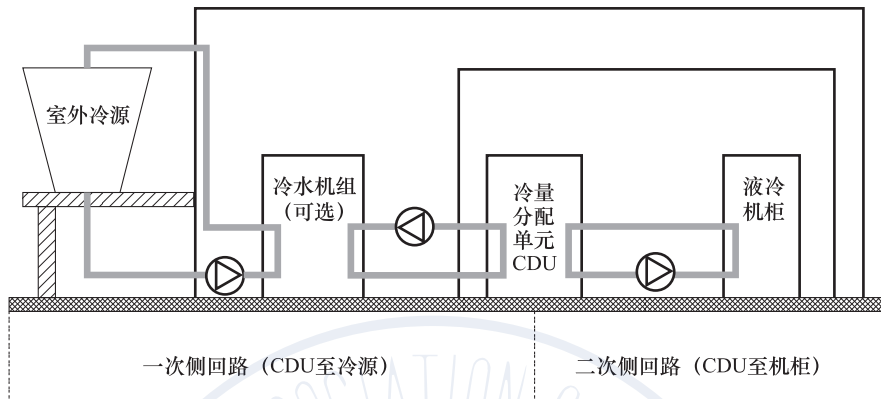 室外冷源
冷水机组
（可选）
冷量
分配
单元
CDU
液冷
机柜
一次侧回路（CDU至冷源）
二次侧回路（CDU至机柜）